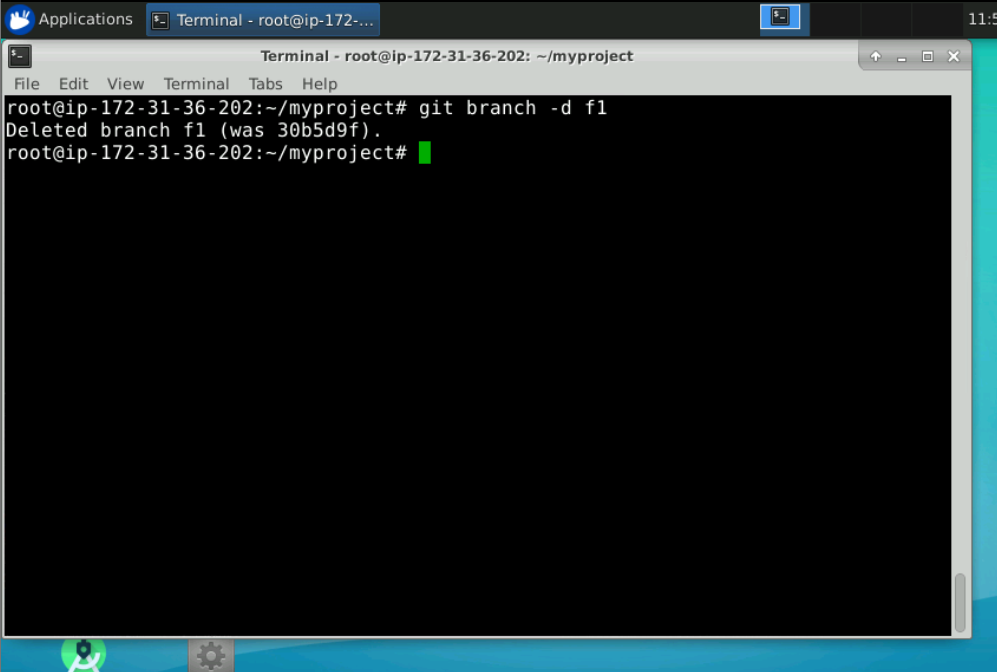 Applications
Terminal - root@ip-172-...
Terminal - root@ip-172-31-36-202: ~/myproject
File Edit View Terminal Tabs Help
root@ip-172-31-36-202:~/myproject# git branch -d f1
Deleted branch f1 (was 30b5d9f).
root@ip-172-31-36-202:~/myproject#